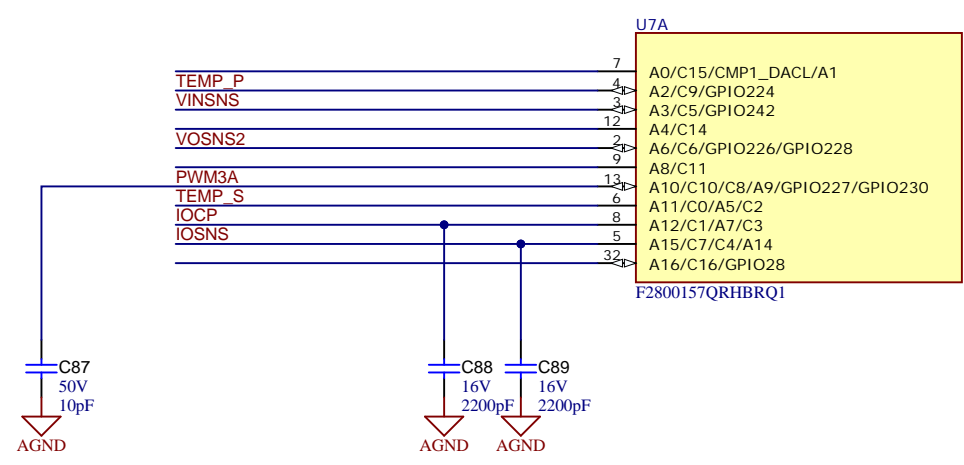 U7A
7 A0/C15/CMP1_DACL/A1
TEMP_P 4 A2/C9/GPIO224
VINSNS 3 A3/C5/GPIO242
12 A4/C14
VOSNS2 2 A6/C6/GPIO226/GPIO228
9 A8/C11
PWM3A 13 A10/C10/C8/A9/GPIO227/GPIO230
TEMP_S 6 A11/C0/A5/C2
IOCP 8 A12/C1/A7/C3
IOSNS 5 A15/C7/C4/A14
32 A16/C16/GPIO28
F2800157QRHBRQ1
C87
50V
10pF
AGND
C88
16V
2200pF
AGND
C89
16V
2200pF
AGND